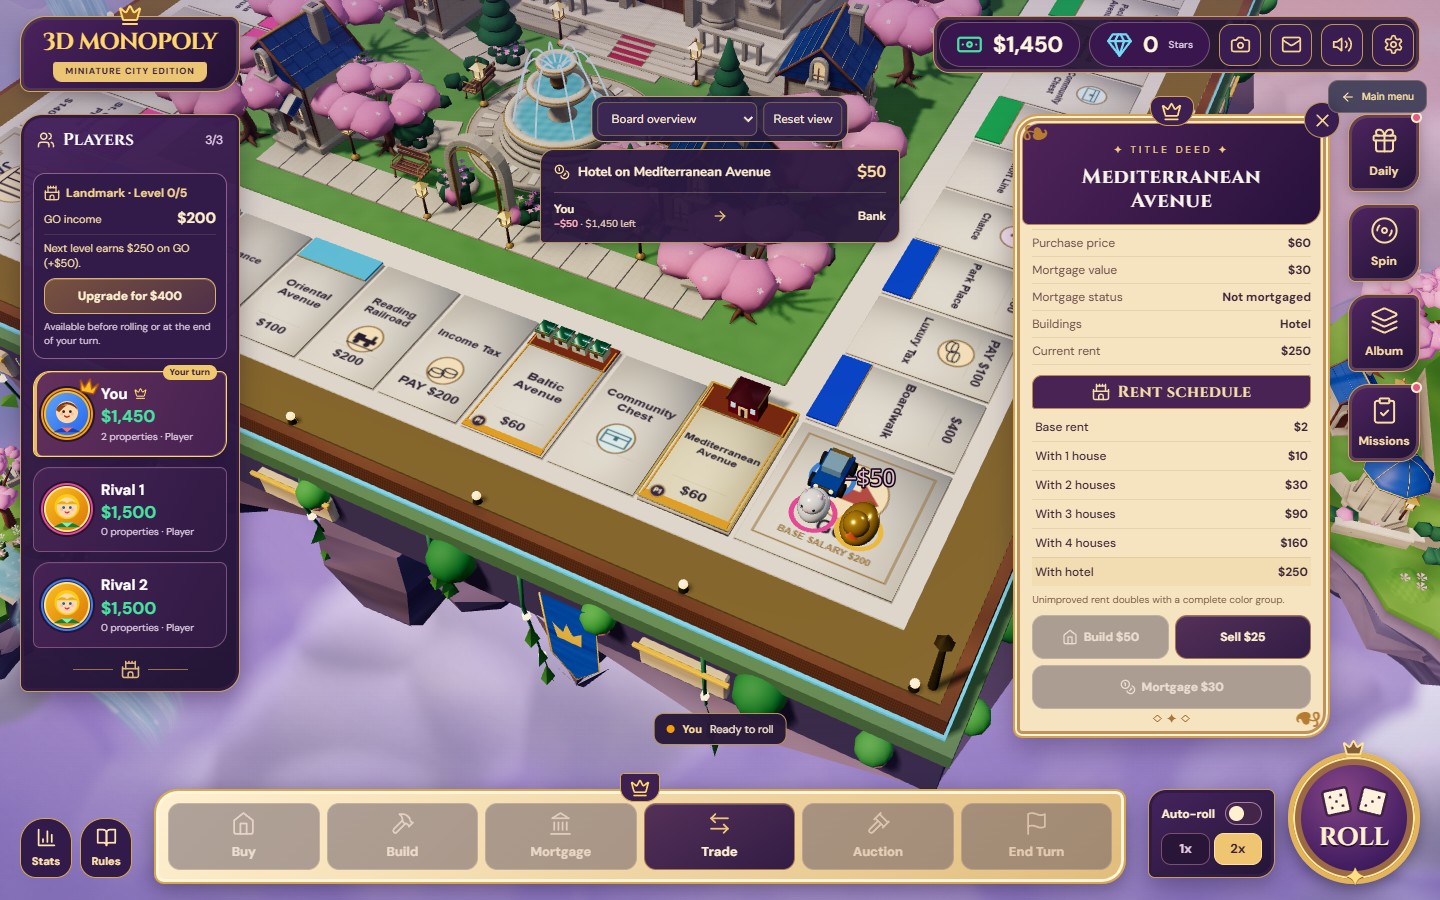 3D MONOPOLY
MINIATURE CITY EDITION
$1,450
0 Stars
Main menu
PLAYERS 3/3
Landmark · Level 0/5
GO income $200
Next level earns $250 on GO
(+$50).
Upgrade for $400
Available before rolling or at the end
of your turn.
Your turn
You
$1,450
2 properties · Player
Rival 1
$1,500
0 properties · Player
Rival 2
$1,500
0 properties · Player
Board overview
Reset view
Hotel on Mediterranean Avenue $50
You
−$50 · $1,450 left
Bank
Oriental
Avenue
$100
Reading
Railroad
$200
Income Tax
PAY $200
Baltic
Avenue
$60
Community
Chest
Mediterranean
Avenue
$60
−$50
BASE SALARY $200
Boardwalk
$400
Luxury Tax
PAY $100
Park Place
Chance
Community
Chest
TITLE DEED
MEDITERRANEAN
AVENUE
Purchase price $60
Mortgage value $30
Mortgage status Not mortgaged
Buildings Hotel
Current rent $250
RENT SCHEDULE
Base rent $2
With 1 house $10
With 2 houses $30
With 3 houses $90
With 4 houses $160
With hotel $250
Unimproved rent doubles with a complete color group.
Build $50
Sell $25
Mortgage $30
Daily
Spin
Album
Missions
You Ready to roll
Stats
Rules
Buy
Build
Mortgage
Trade
Auction
End Turn
Auto-roll
1x
2x
ROLL